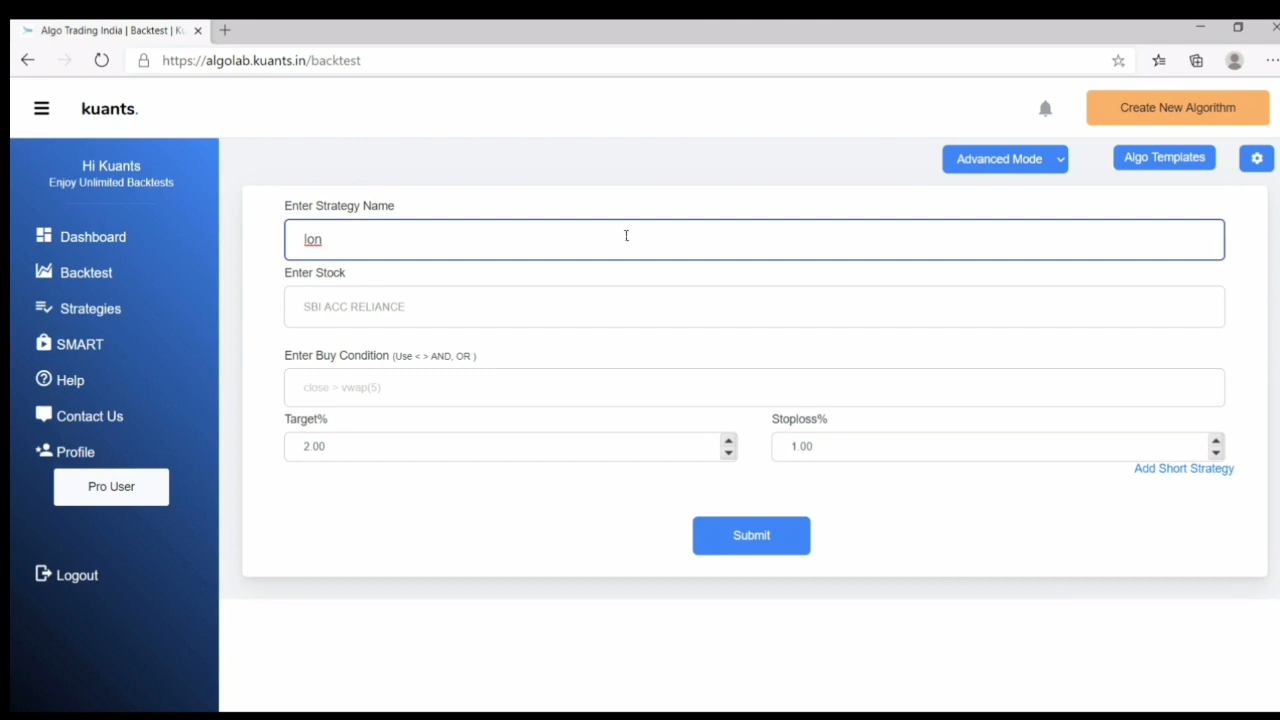 Algo Trading India | Backtest | Ku
https://algolab.kuants.in/backtest
kuants.
Create New Algorithm
Hi Kuants
Enjoy Unlimited Backtests
Advanced Mode
Algo Templates
Dashboard
Backtest
Strategies
SMART
Help
Contact Us
Profile
Pro User
Logout
Enter Strategy Name
lon
Enter Stock
SBI ACC RELIANCE
Enter Buy Condition (Use < > AND, OR )
close > vwap(5)
Target%
Stoploss%
2.00
1.00
Add Short Strategy
Submit